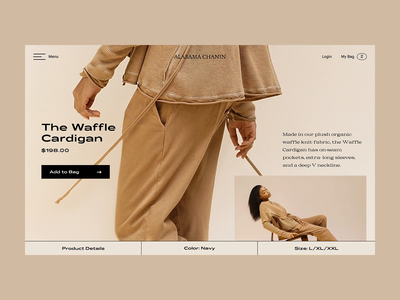 Menu
ALABAMA CHANIN
Login
My Bag
2
The Waffle
Cardigan
$198.00
Add to Bag
Made in our plush organic
waffle knit fabric, the Waffle
Cardigan has on-seam
pockets, extra-long sleeves,
and a deep V neckline.
Product Details
Color: Navy
Size: L/XL/XXL